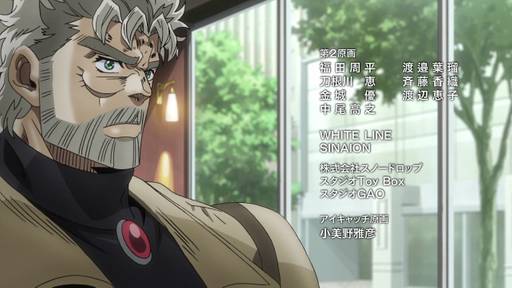 第2原画
福田周平 渡邉葉瑠
刀根川恵 斉藤香織
金城優 渡辺恵子
中尾高之
WHITE LINE
SINAION
株式会社スノードロップ
スタジオToy Box
スタジオGAO
アイキャッチ原画
小美野雅彦